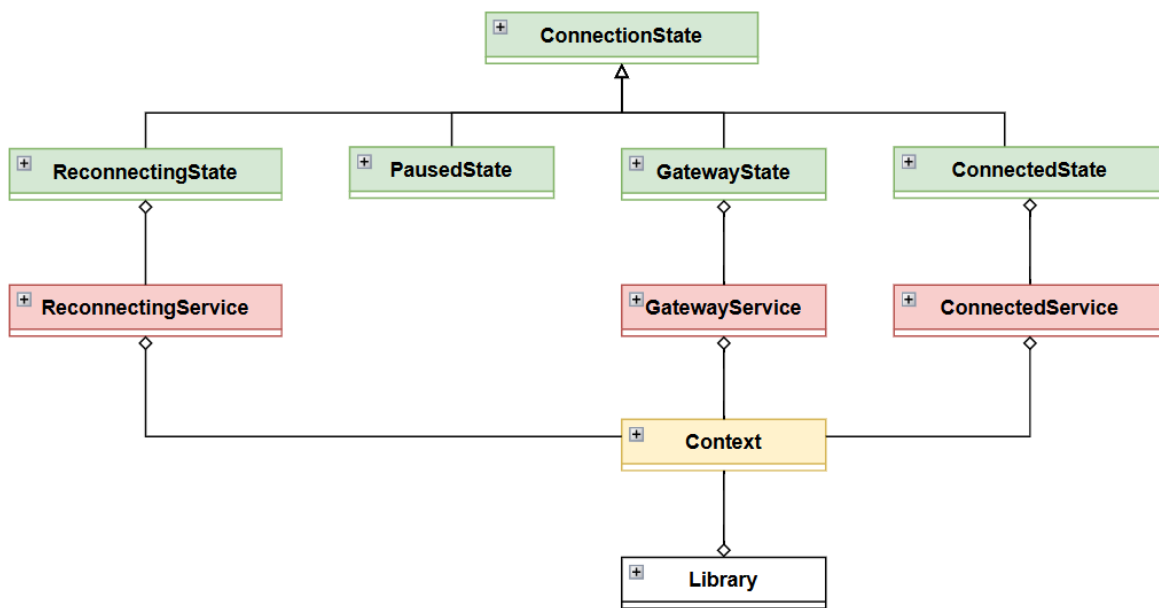 ConnectionState
ReconnectingState
PausedState
GatewayState
ConnectedState
ReconnectingService
GatewayService
ConnectedService
Context
Library